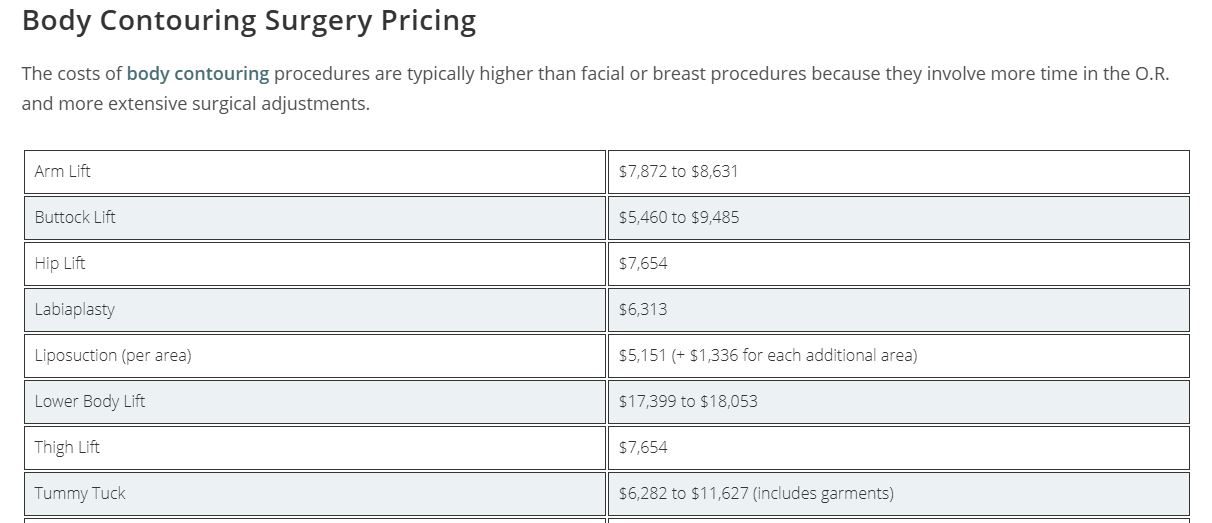 Body Contouring Surgery Pricing
The costs of body contouring procedures are typically higher than facial or breast procedures because they involve more time in the O.R.
and more extensive surgical adjustments.
Arm Lift $7,872 to $8,631
Buttock Lift $5,460 to $9,485
Hip Lift $7,654
Labiaplasty $6,313
Liposuction (per area) $5,151 (+ $1,336 for each additional area)
Lower Body Lift $17,399 to $18,053
Thigh Lift $7,654
Tummy Tuck $6,282 to $11,627 (includes garments)